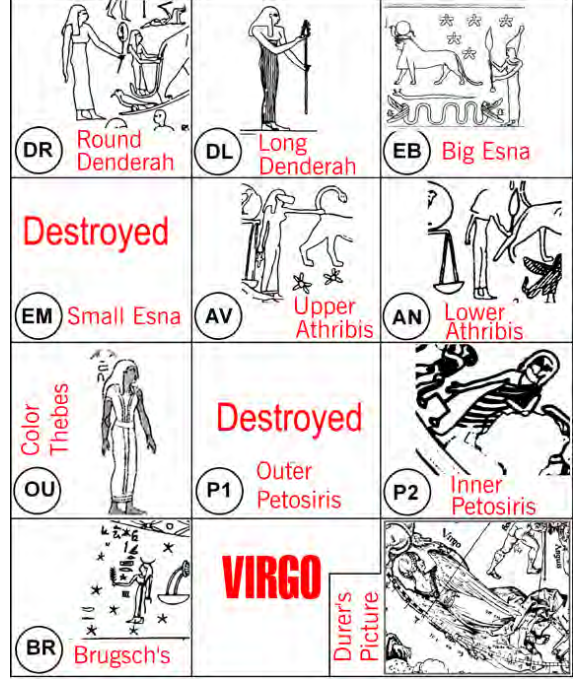 DR
Round
Denderah
DL
Long
Denderah
EB
Big Esna
Destroyed
EM
Small Esna
AV
Upper
Athribis
AN
Lower
Athribis
Color
Thebes
OU
Destroyed
P1
Outer
Petosiris
P2
Inner
Petosiris
BR
Brugsch's
VIRGO
Durer's
Picture
Virgo